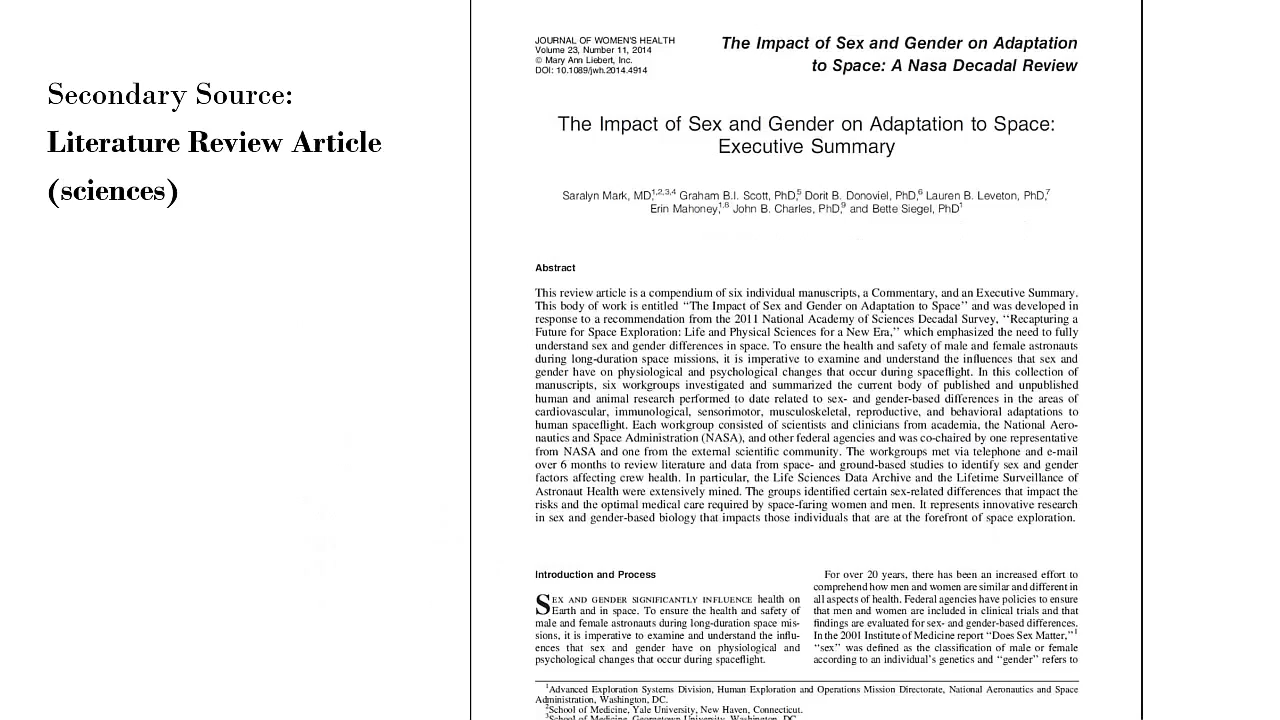 Secondary Source:
Literature Review Article
(sciences)
JOURNAL OF WOMEN'S HEALTH
Volume 23, Number 11, 2014
© Mary Ann Liebert, Inc.
DOI: 10.1089/jwh.2014.4914
The Impact of Sex and Gender on Adaptation
to Space: A Nasa Decadal Review
The Impact of Sex and Gender on Adaptation to Space:
Executive Summary
Saralyn Mark, MD,1,2,3,4 Graham B.I. Scott, PhD,5 Dorit B. Donoviel, PhD,6 Lauren B. Leveton, PhD,7
Erin Mahoney,1,8 John B. Charles, PhD,9 and Bette Siegel, PhD1
Abstract
This review article is a compendium of six individual manuscripts, a Commentary, and an Executive Summary.
This body of work is entitled ‘‘The Impact of Sex and Gender on Adaptation to Space’’ and was developed in
response to a recommendation from the 2011 National Academy of Sciences Decadal Survey, ‘‘Recapturing a
Future for Space Exploration: Life and Physical Sciences for a New Era,’’ which emphasized the need to fully
understand sex and gender differences in space. To ensure the health and safety of male and female astronauts
during long-duration space missions, it is imperative to examine and understand the influences that sex and
gender have on physiological and psychological changes that occur during spaceflight. In this collection of
manuscripts, six workgroups investigated and summarized the current body of published and unpublished
human and animal research performed to date related to sex- and gender-based differences in the areas of
cardiovascular, immunological, sensorimotor, musculoskeletal, reproductive, and behavioral adaptations to
human spaceflight. Each workgroup consisted of scientists and clinicians from academia, the National Aero-
nautics and Space Administration (NASA), and other federal agencies and was co-chaired by one representative
from NASA and one from the external scientific community. The workgroups met via telephone and e-mail
over 6 months to review literature and data from space- and ground-based studies to identify sex and gender
factors affecting crew health. In particular, the Life Sciences Data Archive and the Lifetime Surveillance of
Astronaut Health were extensively mined. The groups identified certain sex-related differences that impact the
risks and the optimal medical care required by space-faring women and men. It represents innovative research
in sex and gender-based biology that impacts those individuals that are at the forefront of space exploration.
Introduction and Process
SEX AND GENDER SIGNIFICANTLY INFLUENCE health on
Earth and in space. To ensure the health and safety of
male and female astronauts during long-duration space mis-
sions, it is imperative to examine and understand the influ-
ences that sex and gender have on physiological and
psychological changes that occur during spaceflight.
For over 20 years, there has been an increased effort to
comprehend how men and women are similar and different in
all aspects of health. Federal agencies have policies to ensure
that men and women are included in clinical trials and that
findings are evaluated for sex- and gender-based differences.
In the 2001 Institute of Medicine report ‘‘Does Sex Matter,’’1
‘‘sex’’ was defined as the classification of male or female
according to an individual’s genetics and ‘‘gender’’ refers to
1Advanced Exploration Systems Division, Human Exploration and Operations Mission Directorate, National Aeronautics and Space
Administration, Washington, DC.
2School of Medicine, Yale University, New Haven, Connecticut.
3School of Medicine, Georgetown University, Washington, DC.